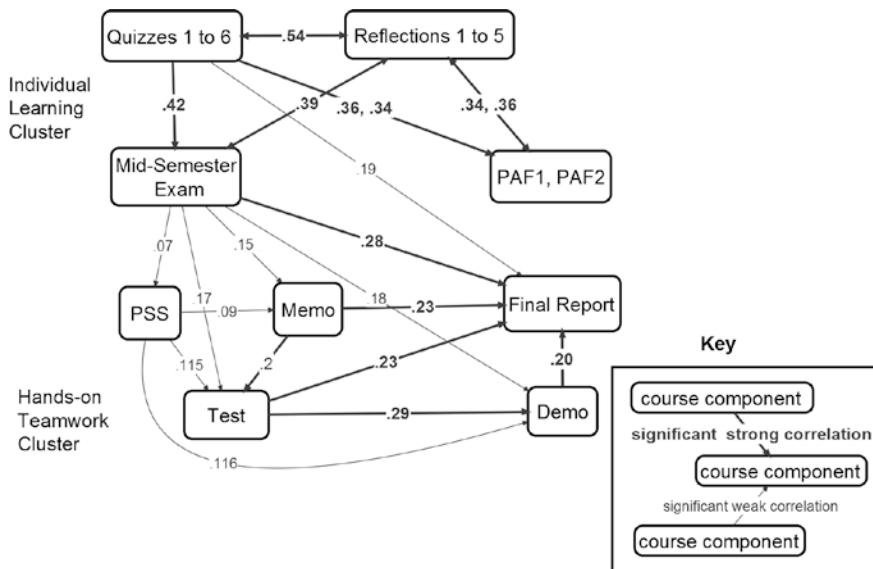 Quizzes 1 to 6
.54
Reflections 1 to 5
Individual
Learning
Cluster
.42
.39
.36, .34
.34, .36
Mid-Semester
Exam
.19
PAF1, PAF2
.28
.07
.15
.17
.18
PSS
.09
Memo
.23
Final Report
.115
.2
.23
.20
Hands-on
Teamwork
Cluster
Test
.29
Demo
.116
Key
course component
significant strong correlation
course component
significant weak correlation
course component